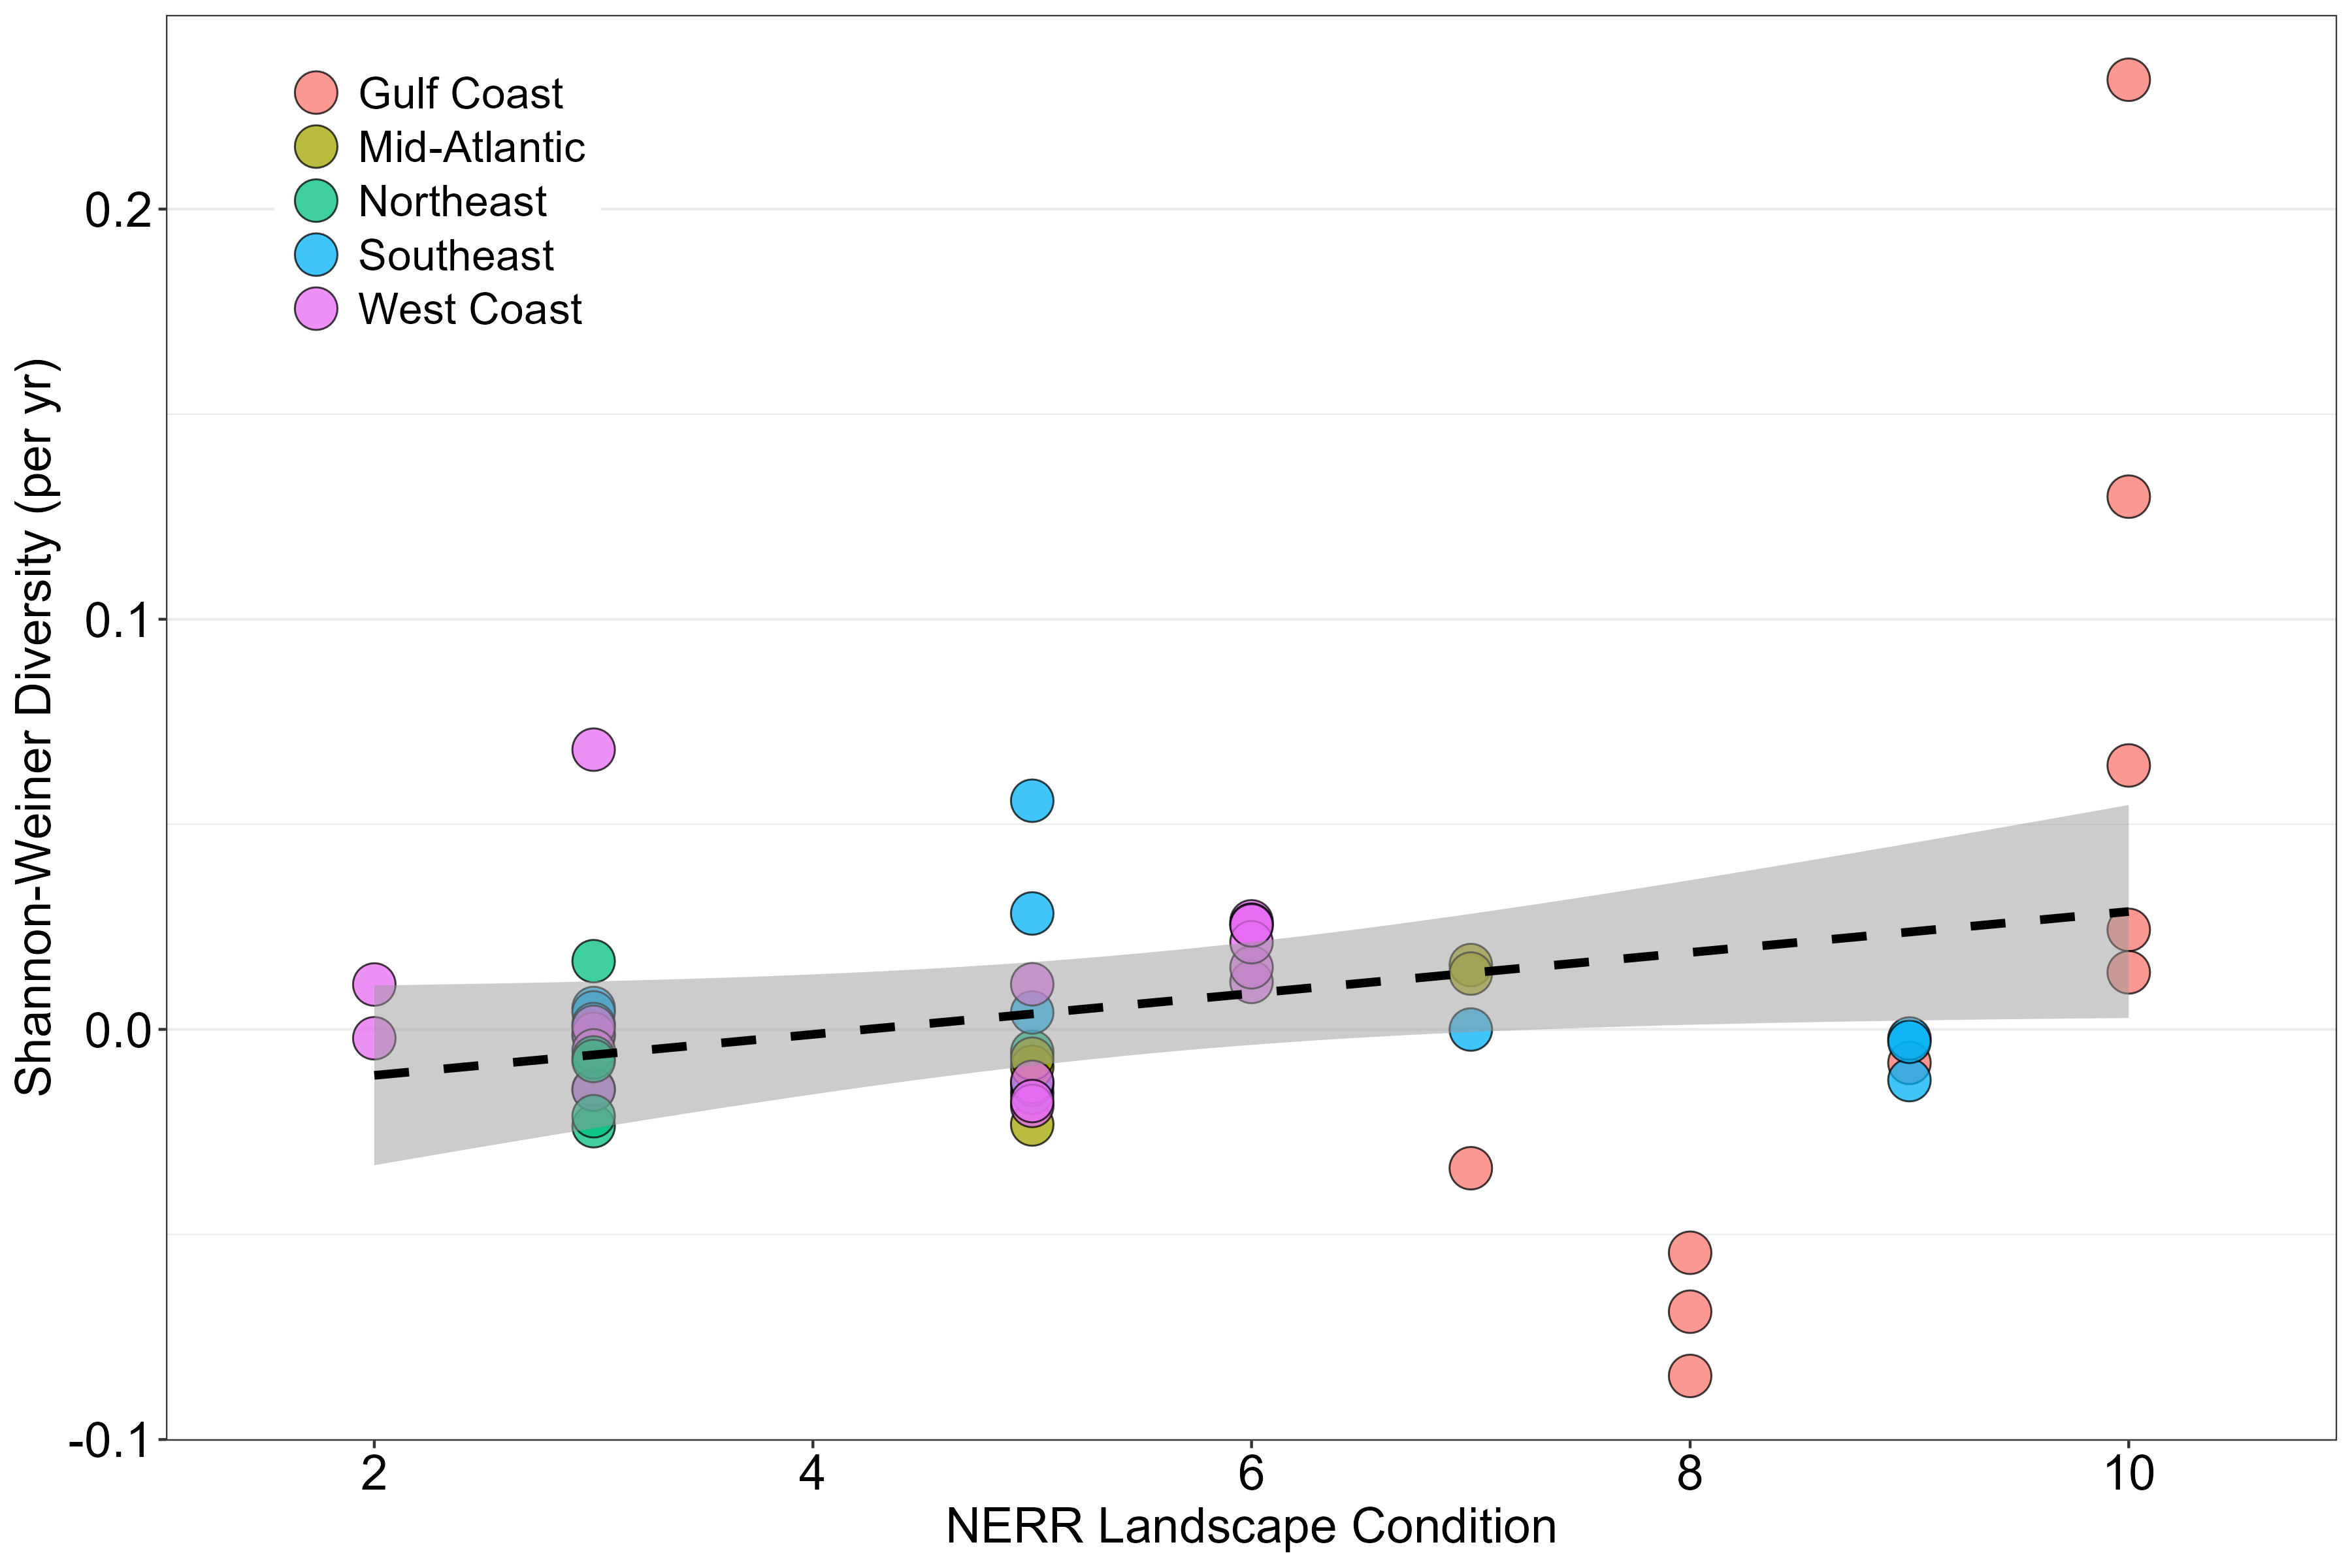 Gulf Coast
Mid-Atlantic
Northeast
Southeast
West Coast
Shannon-Weiner Diversity (per yr)
0.2
0.1
0.0
-0.1
2 4 6 8 10
NERR Landscape Condition